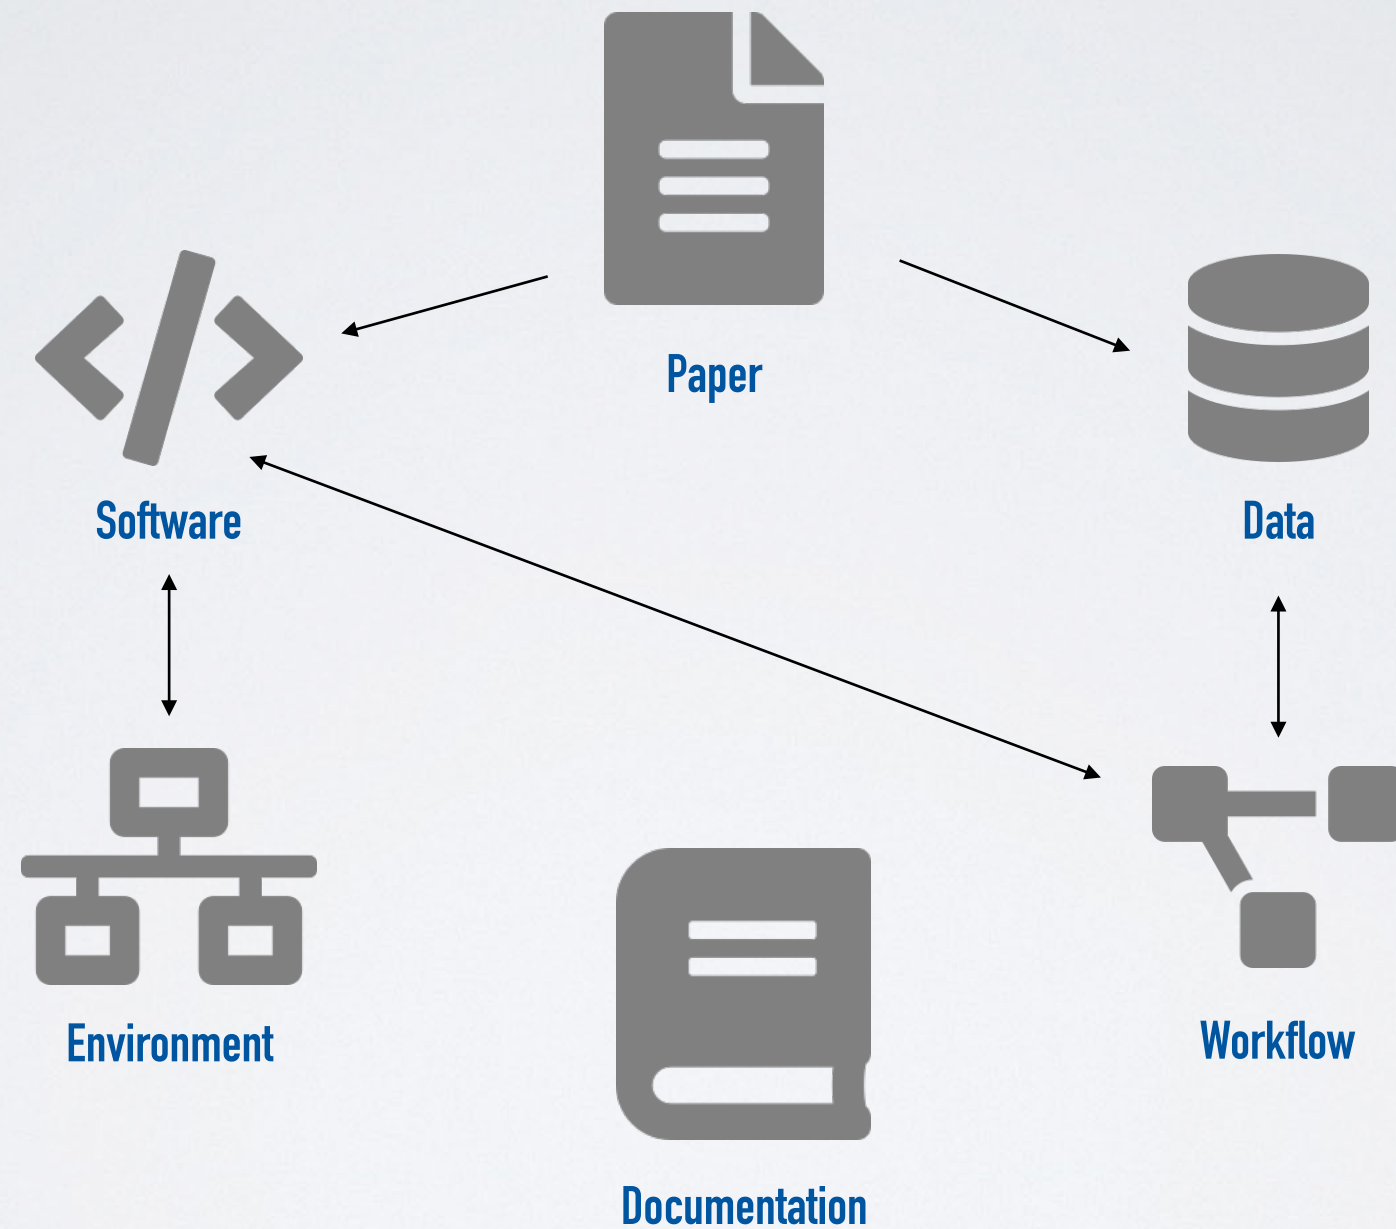 Paper
Software
Data
Environment
Workflow
Documentation